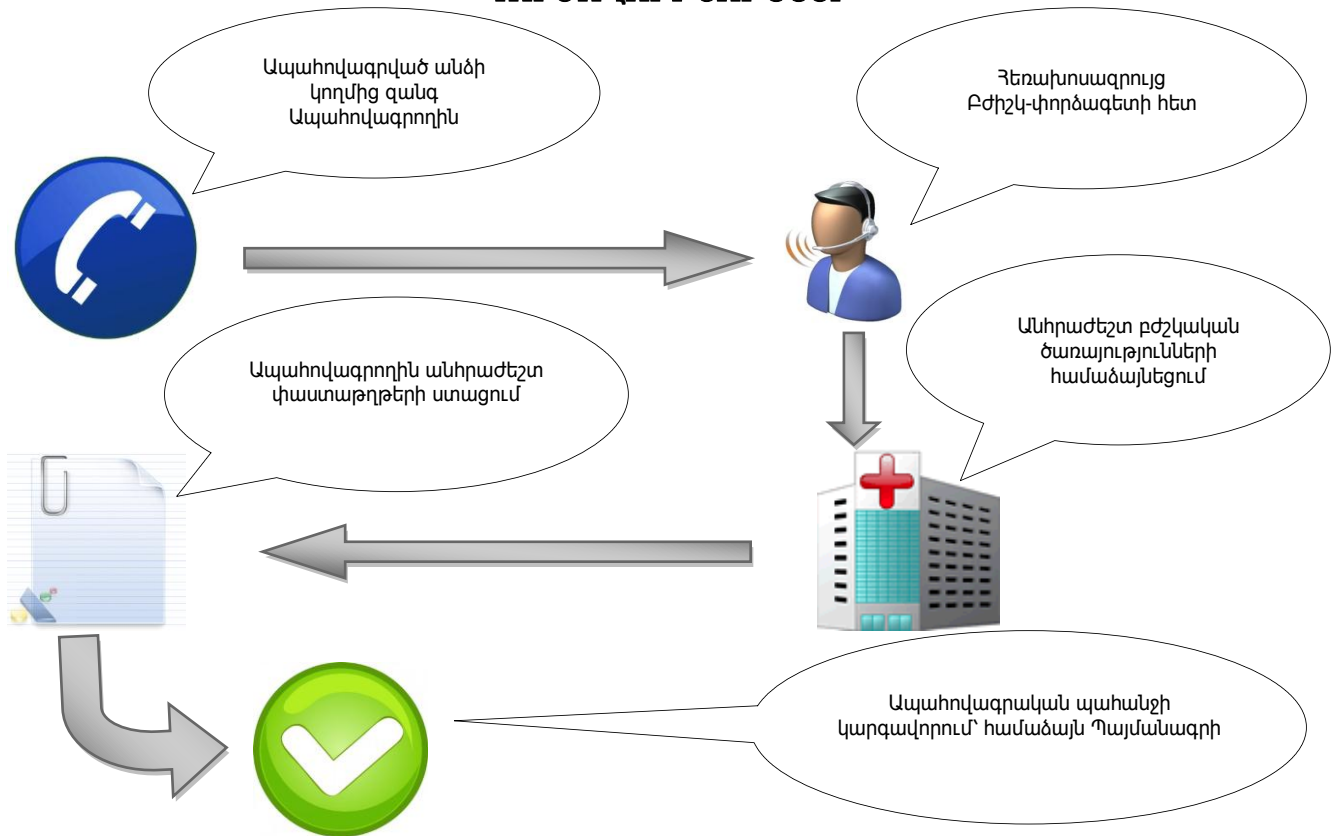 Ապահովագրված անձի
կողմից զանգ
Ապահովագրողին
Հեռախոսազրույց
Բժիշկ-փորձագետի հետ
Անհրաժեշտ բժշկական
ծառայությունների
համաձայնեցում
Ապահովագրողին անհրաժեշտ
փաստաթղթերի ստացում
Ապահովագրական պահանջի
կարգավորում՝ համաձայն Պայմանագրի